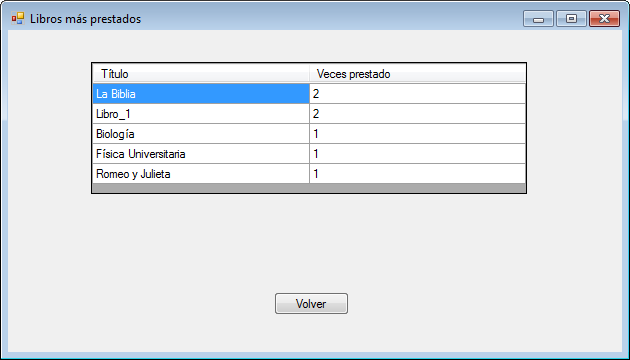 Libros más prestados
Título Veces prestado
La Biblia 2
Libro_1 2
Biología 1
Física Universitaria 1
Romeo y Julieta 1
Volver